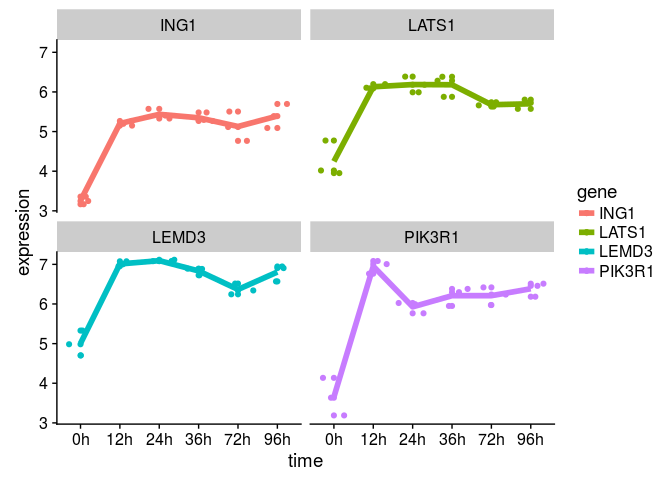 ING1 LATS1
7
6
5
4
3
LEMD3 PIK3R1
7
6
5
4
3
expression
0h 12h 24h 36h 72h 96h 0h 12h 24h 36h 72h 96h
time
gene
ING1
LATS1
LEMD3
PIK3R1